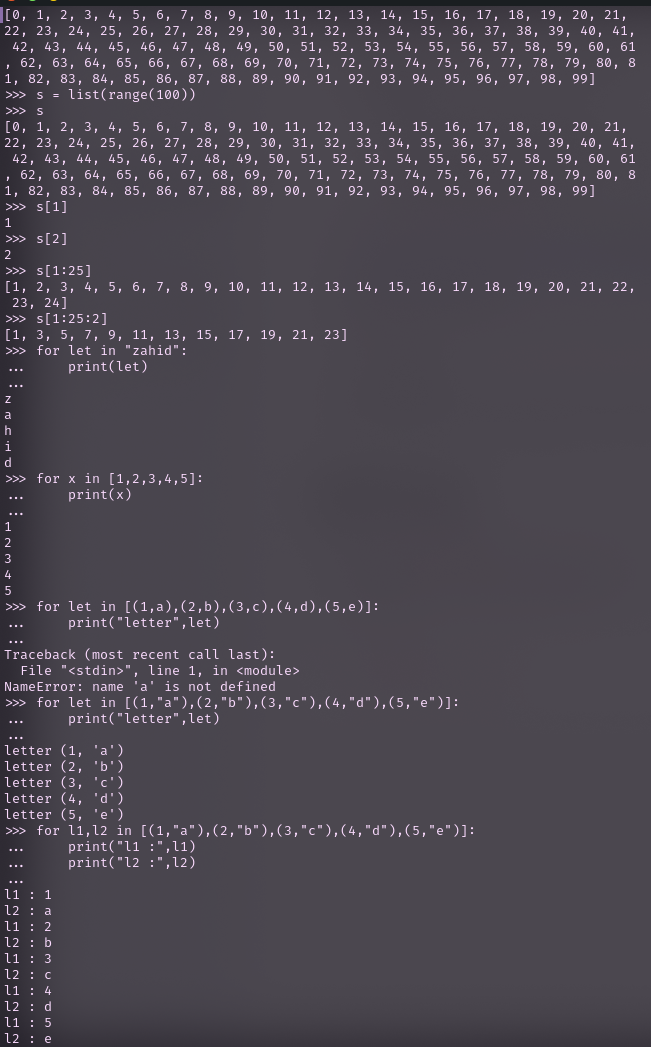 [0, 1, 2, 3, 4, 5, 6, 7, 8, 9, 10, 11, 12, 13, 14, 15, 16, 17, 18, 19, 20, 21,
22, 23, 24, 25, 26, 27, 28, 29, 30, 31, 32, 33, 34, 35, 36, 37, 38, 39, 40, 41,
 42, 43, 44, 45, 46, 47, 48, 49, 50, 51, 52, 53, 54, 55, 56, 57, 58, 59, 60, 61
, 62, 63, 64, 65, 66, 67, 68, 69, 70, 71, 72, 73, 74, 75, 76, 77, 78, 79, 80, 8
1, 82, 83, 84, 85, 86, 87, 88, 89, 90, 91, 92, 93, 94, 95, 96, 97, 98, 99]
>>> s = list(range(100))
>>> s
[0, 1, 2, 3, 4, 5, 6, 7, 8, 9, 10, 11, 12, 13, 14, 15, 16, 17, 18, 19, 20, 21,
22, 23, 24, 25, 26, 27, 28, 29, 30, 31, 32, 33, 34, 35, 36, 37, 38, 39, 40, 41,
 42, 43, 44, 45, 46, 47, 48, 49, 50, 51, 52, 53, 54, 55, 56, 57, 58, 59, 60, 61
, 62, 63, 64, 65, 66, 67, 68, 69, 70, 71, 72, 73, 74, 75, 76, 77, 78, 79, 80, 8
1, 82, 83, 84, 85, 86, 87, 88, 89, 90, 91, 92, 93, 94, 95, 96, 97, 98, 99]
>>> s[1]
1
>>> s[2]
2
>>> s[1:25]
[1, 2, 3, 4, 5, 6, 7, 8, 9, 10, 11, 12, 13, 14, 15, 16, 17, 18, 19, 20, 21, 22,
 23, 24]
>>> s[1:25:2]
[1, 3, 5, 7, 9, 11, 13, 15, 17, 19, 21, 23]
>>> for let in "zahid":
...     print(let)
...
z
a
h
i
d
>>> for x in [1,2,3,4,5]:
...     print(x)
...
1
2
3
4
5
>>> for let in [(1,a),(2,b),(3,c),(4,d),(5,e)]:
...     print("letter",let)
...
Traceback (most recent call last):
  File "<stdin>", line 1, in <module>
NameError: name 'a' is not defined
>>> for let in [(1,"a"),(2,"b"),(3,"c"),(4,"d"),(5,"e")]:
...     print("letter",let)
...
letter (1, 'a')
letter (2, 'b')
letter (3, 'c')
letter (4, 'd')
letter (5, 'e')
>>> for l1,l2 in [(1,"a"),(2,"b"),(3,"c"),(4,"d"),(5,"e")]:
...     print("l1 :",l1)
...     print("l2 :",l2)
...
l1 : 1
l2 : a
l1 : 2
l2 : b
l1 : 3
l2 : c
l1 : 4
l2 : d
l1 : 5
l2 : e